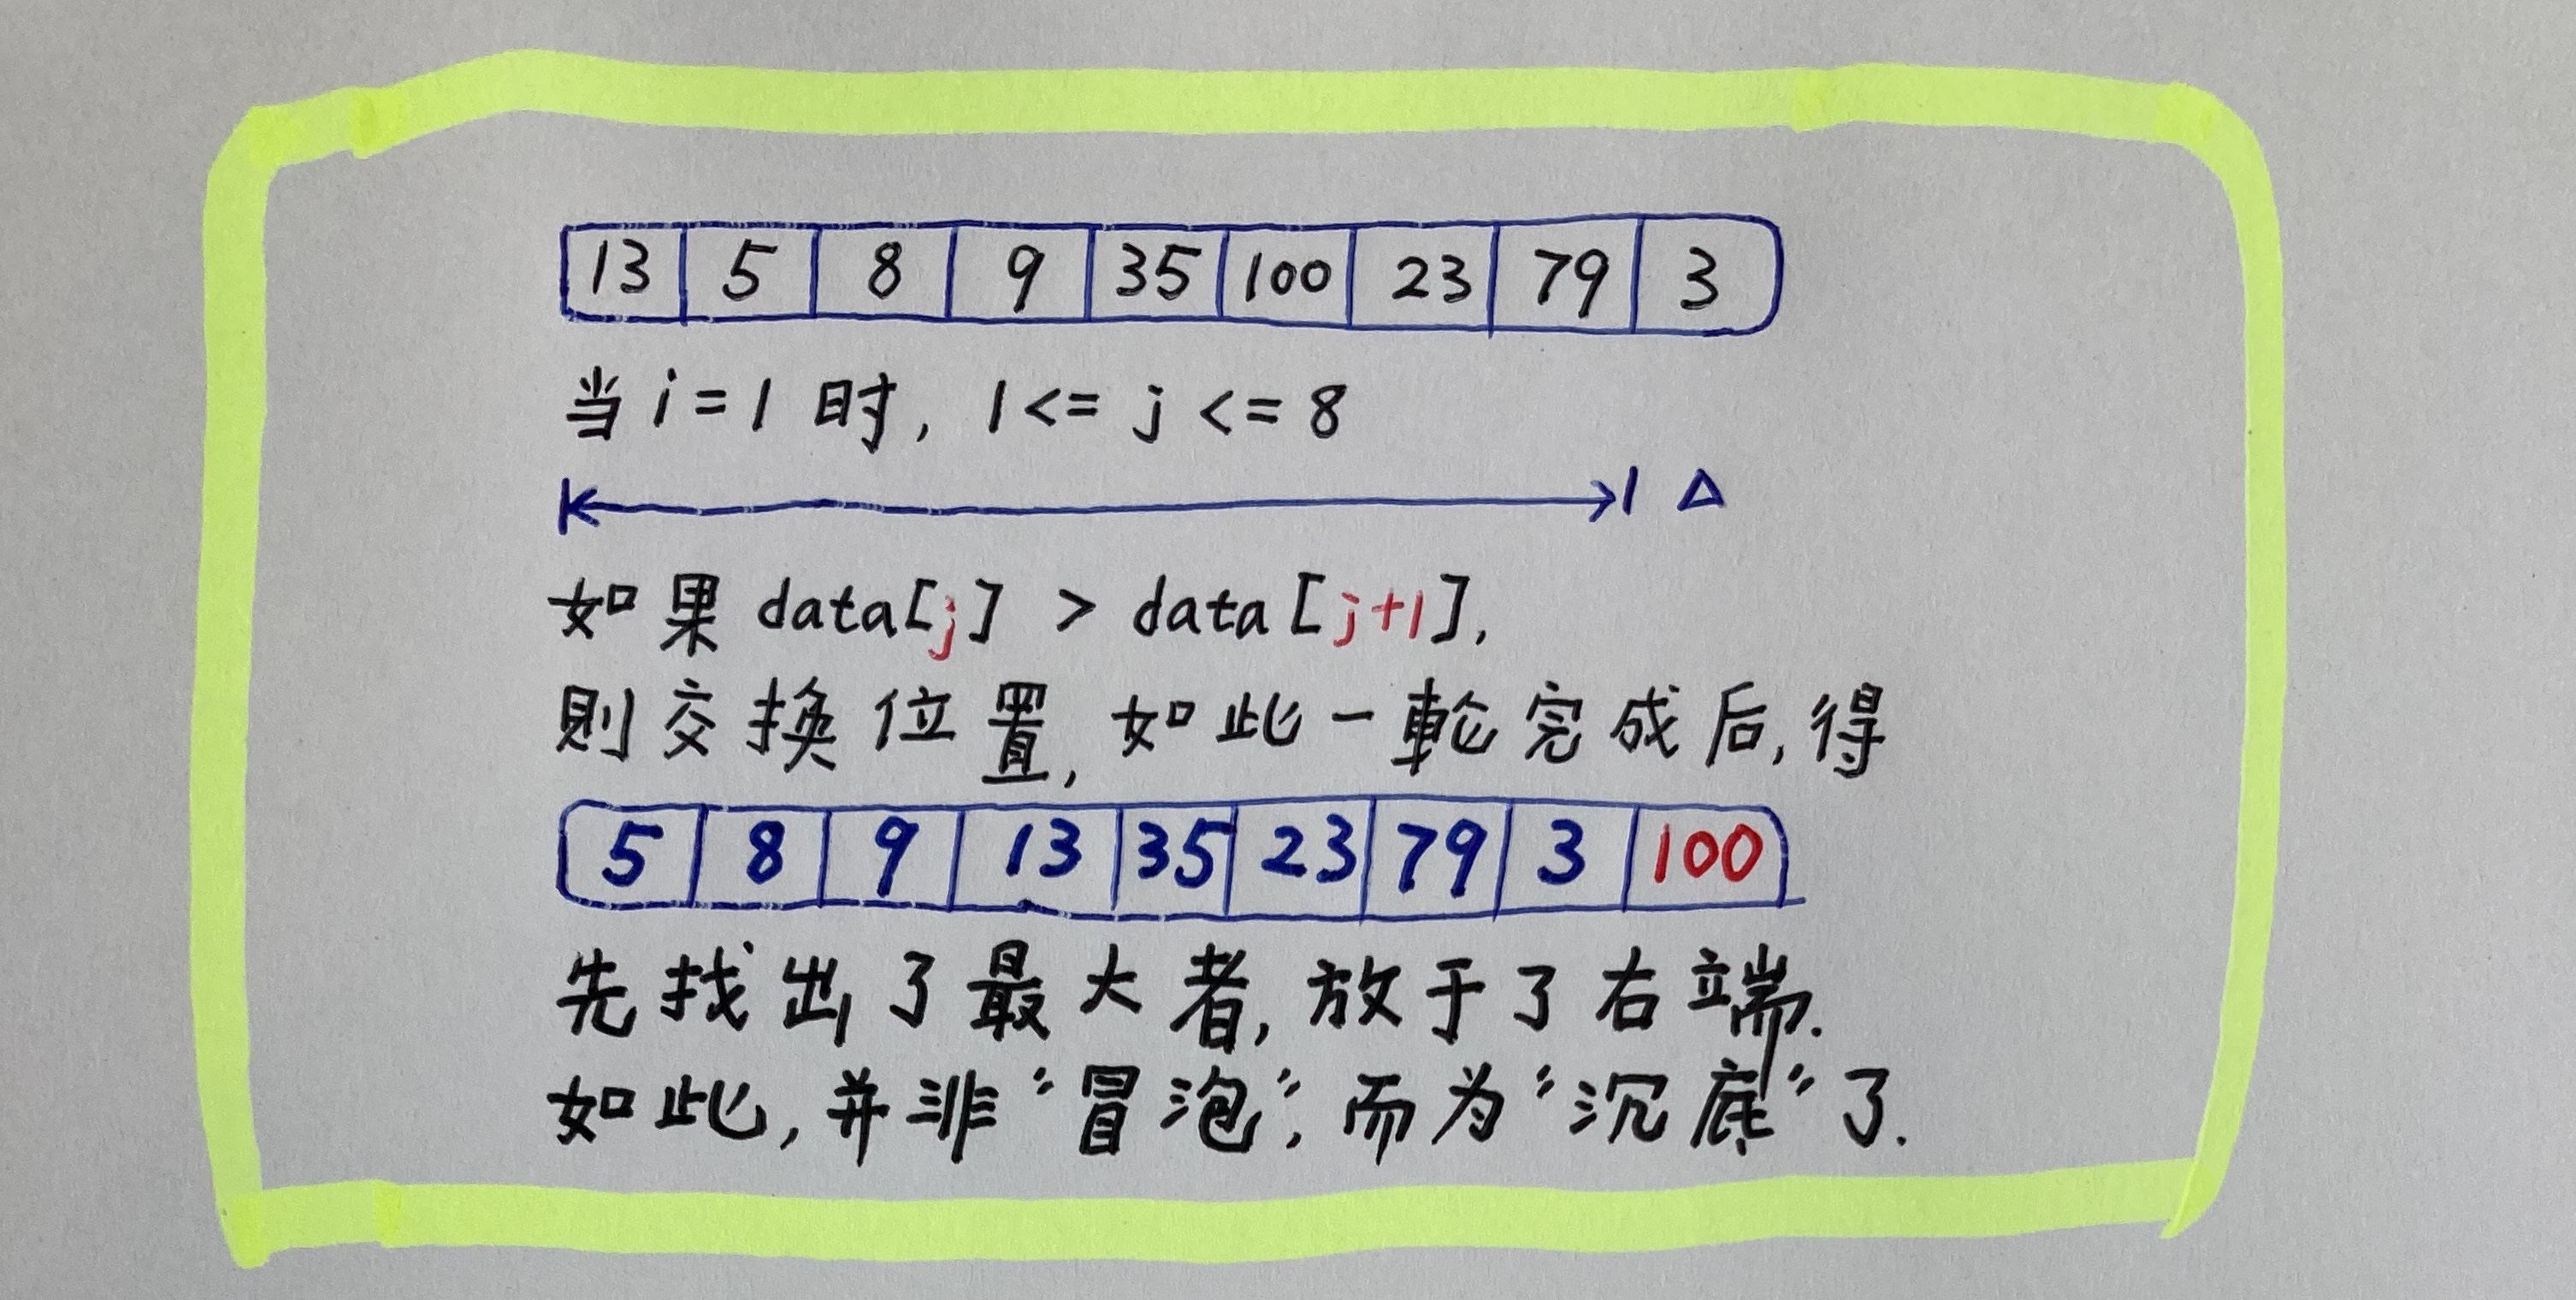 13 5 8 9 35 100 23 79 3
当 i = 1 时, 1 <= j <= 8
如果 data[j] > data[j+1],
則交换位置, 如此一轮完成后, 得
5 8 9 13 35 23 79 3 100
先找出了最大者, 放于了右端.
如此, 并非“冒泡”, 而为“沉底”了.